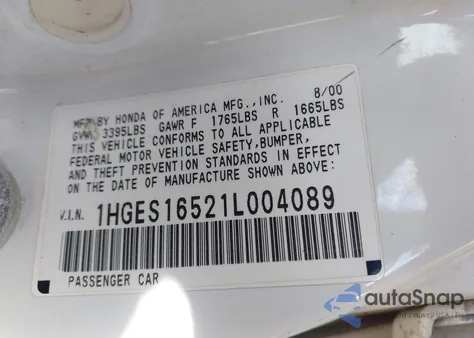 MFD BY HONDA OF AMERICA MFG.,INC. 8/00
GVWR 3395LBS GAWR F 1765LBS R 1665LBS
THIS VEHICLE CONFORMS TO ALL APPLICABLE
FEDERAL MOTOR VEHICLE SAFETY,BUMPER,
AND THEFT PREVENTION STANDARDS IN EFFECT
ON THE DATE OF MANUFACTURE SHOWN ABOVE:
V.I.N. 1HGES16521L004089
PASSENGER CAR
autoSnap